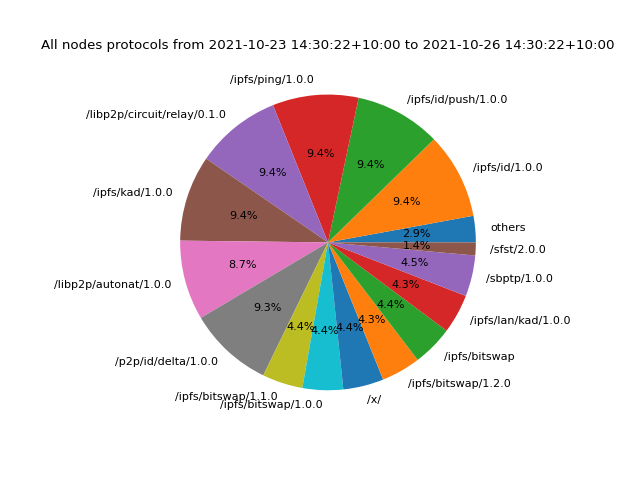 All nodes protocols from 2021-10-23 14:30:22+10:00 to 2021-10-26 14:30:22+10:00
others
2.9%
/ipfs/id/1.0.0
9.4%
/ipfs/id/push/1.0.0
9.4%
/ipfs/ping/1.0.0
9.4%
/libp2p/circuit/relay/0.1.0
9.4%
/ipfs/kad/1.0.0
9.4%
/libp2p/autonat/1.0.0
8.7%
/p2p/id/delta/1.0.0
9.3%
/ipfs/bitswap/1.1.0
4.4%
/ipfs/bitswap/1.0.0
4.4%
/x/
4.4%
/ipfs/bitswap/1.2.0
4.3%
/ipfs/bitswap
4.4%
/ipfs/lan/kad/1.0.0
4.3%
/sbptp/1.0.0
4.5%
/sfst/2.0.0
1.4%